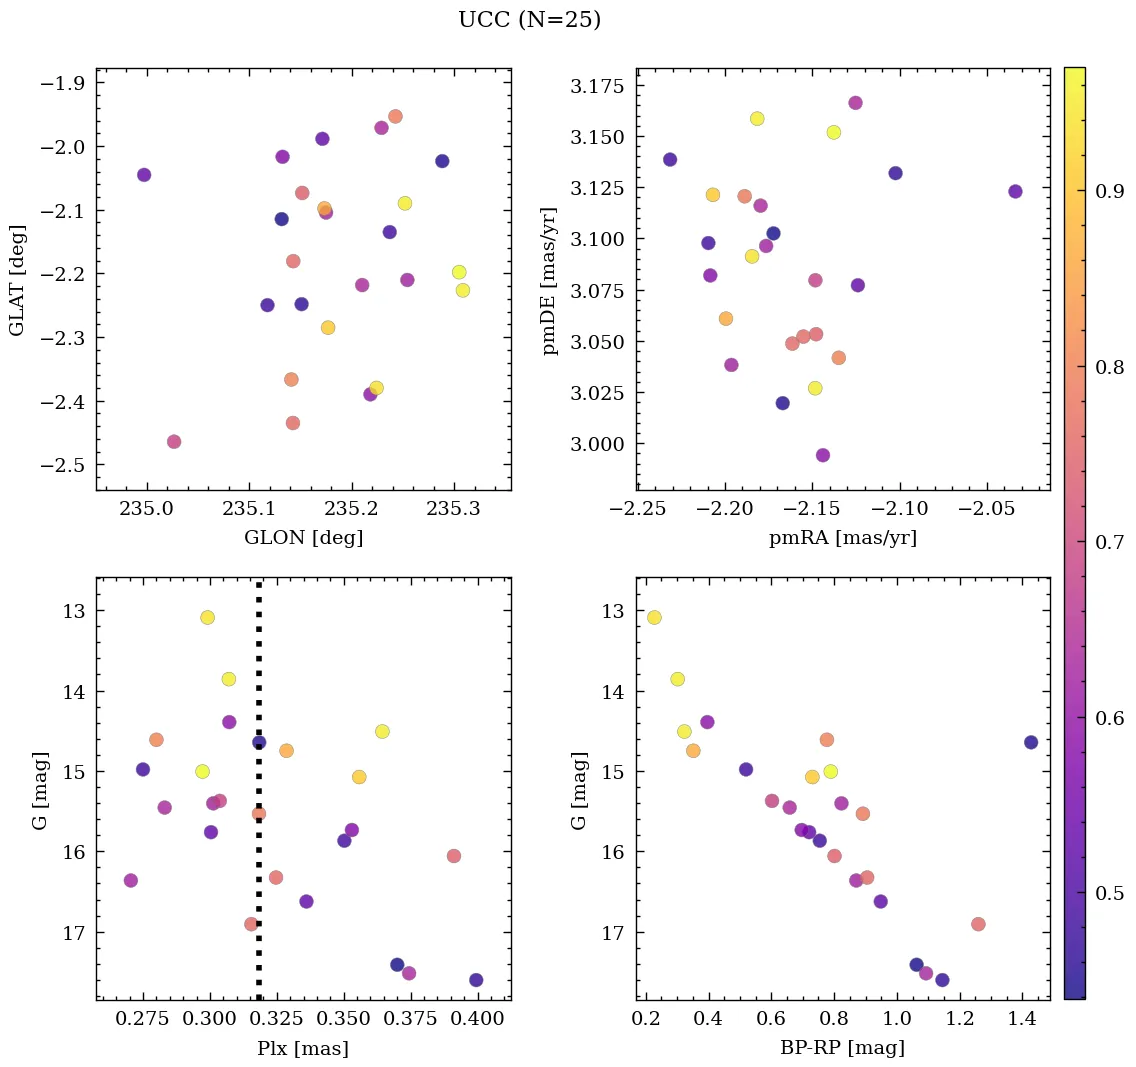 UCC (N=25)
−1.9
−2.0
−2.1
−2.2
−2.3
−2.4
−2.5
GLAT [deg]
235.0 235.1 235.2 235.3
GLON [deg]
3.175
3.150
3.125
3.100
3.075
3.050
3.025
3.000
pmDE [mas/yr]
−2.25 −2.20 −2.15 −2.10 −2.05
pmRA [mas/yr]
13
14
15
16
17
G [mag]
0.275 0.300 0.325 0.350 0.375 0.400
Plx [mas]
13
14
15
16
17
G [mag]
0.2 0.4 0.6 0.8 1.0 1.2 1.4
BP-RP [mag]
0.9
0.8
0.7
0.6
0.5